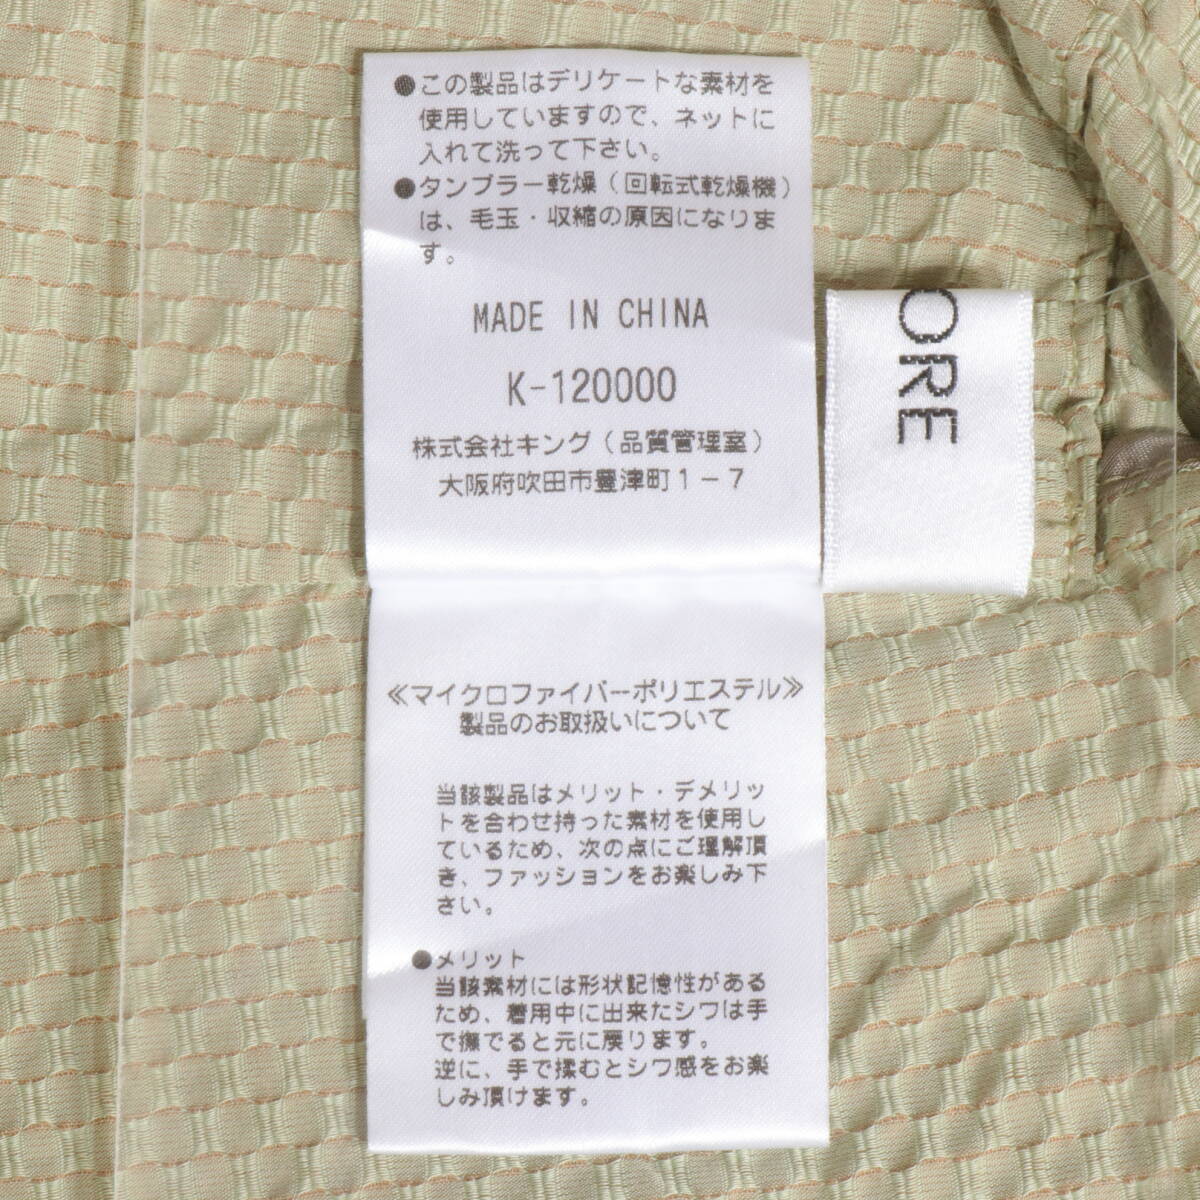 ●この製品はデリケートな素材を
使用していますので、ネットに
入れて洗って下さい。
●タンブラー乾燥(回転式乾燥機)
は、毛玉・収縮の原因になりま
す。
MADE IN CHINA
K-120000
株式会社キング(品質管理室)
大阪府吹田市豊津町1-7
ORE
≪マイクロファイバーポリエステル≫
製品のお取扱いについて
当該製品はメリット・デメリッ
トを合わせ持った素材を使用し
ているため、次の点にご理解頂
き、ファッションをお楽しみ下
さい。
●メリット
当該素材には形状記憶性がある
ため、着用中に出来たシワは手
で撫でると元に戻ります。
逆に、手で揉むとシワ感をお楽
しみ頂けます。